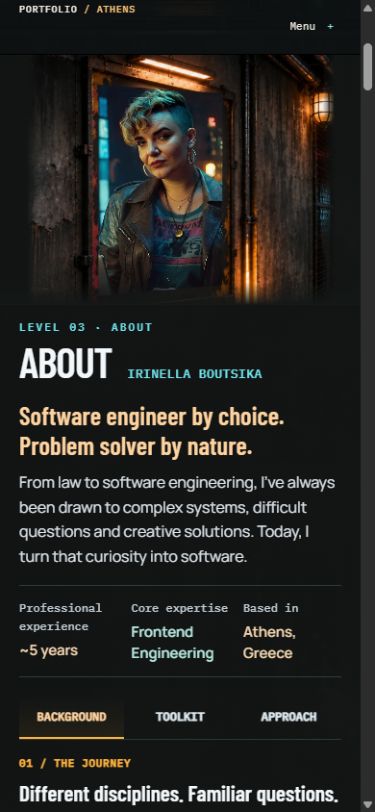 PORTFOLIO / ATHENS
Menu +
LEVEL 03 · ABOUT
ABOUT IRINELLA BOUTSIKA
Software engineer by choice.
Problem solver by nature.
From law to software engineering, I've always
been drawn to complex systems, difficult
questions and creative solutions. Today, I
turn that curiosity into software.
Professional
experience
~5 years
Core expertise
Frontend
Engineering
Based in
Athens,
Greece
BACKGROUND TOOLKIT APPROACH
01 / THE JOURNEY
Different disciplines. Familiar questions.